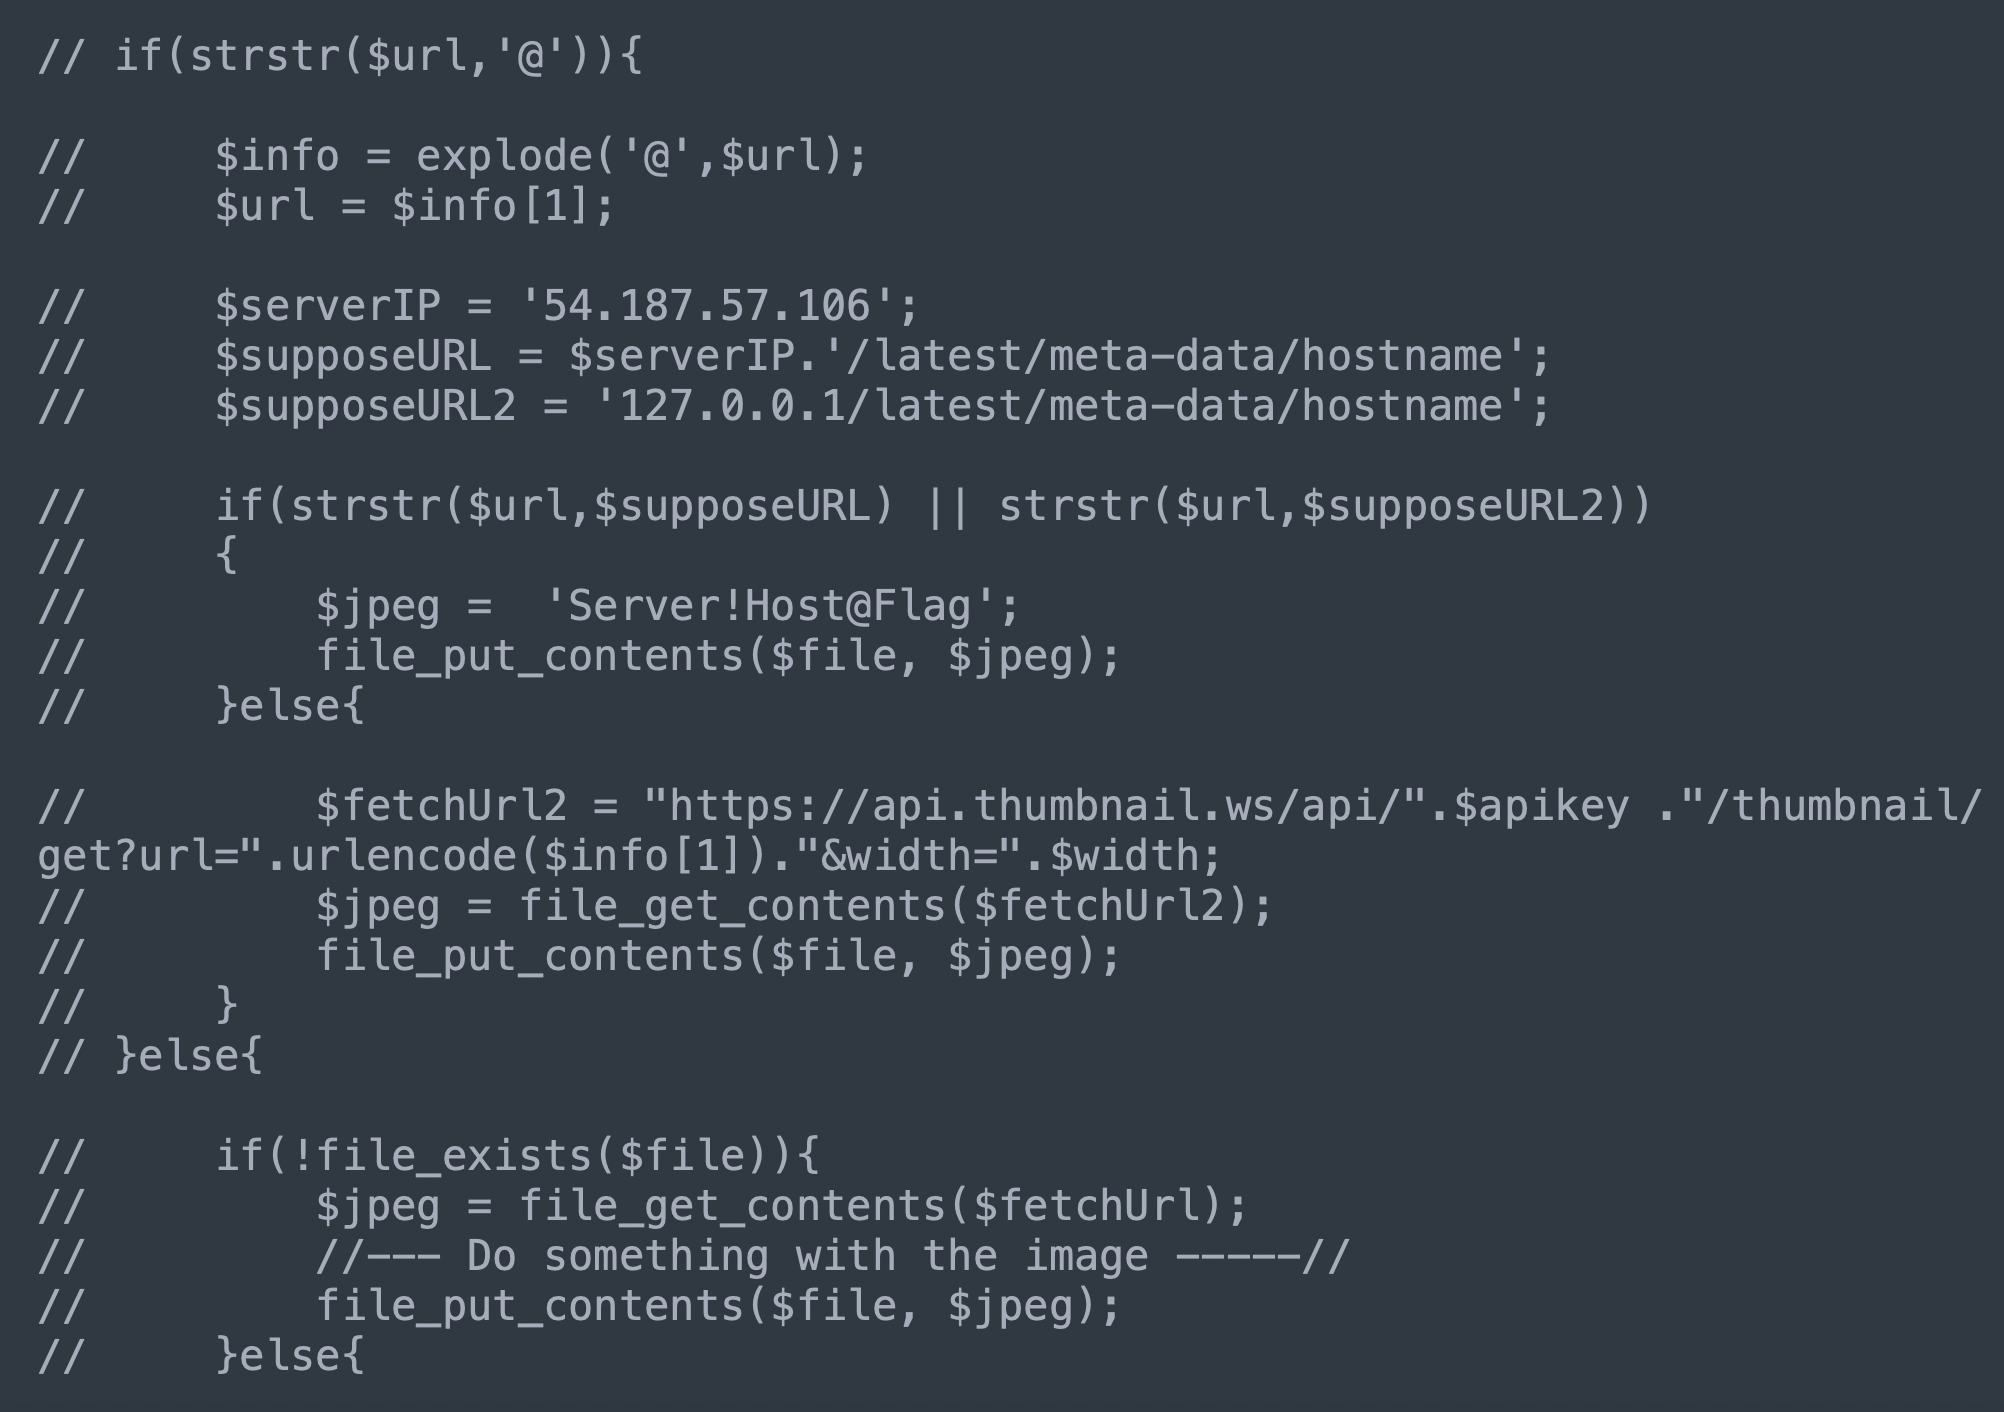 // if(strstr($url,'@')){
//     $info = explode('@',$url);
//     $url = $info[1];
//     $serverIP = '54.187.57.106';
//     $supposeURL = $serverIP.'/latest/meta-data/hostname';
//     $supposeURL2 = '127.0.0.1/latest/meta-data/hostname';
//     if(strstr($url,$supposeURL) || strstr($url,$supposeURL2))
//     {
//         $jpeg =  'Server!Host@Flag';
//         file_put_contents($file, $jpeg);
//     }else{
//         $fetchUrl2 = "https://api.thumbnail.ws/api/".$apikey ."/thumbnail/
get?url=".urlencode($info[1])."&width=".$width;
//         $jpeg = file_get_contents($fetchUrl2);
//         file_put_contents($file, $jpeg);
//     }
// }else{
//     if(!file_exists($file)){
//         $jpeg = file_get_contents($fetchUrl);
//         //--- Do something with the image -----//
//         file_put_contents($file, $jpeg);
//     }else{